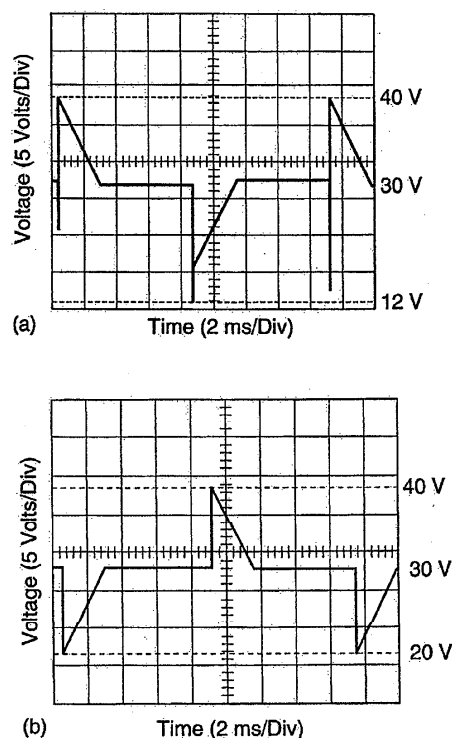 40 V
Voltage (5 Volts/Div)
30 V
12 V
(a)
Time (2 ms/Div)
40 V
Voltage (5 Volts/Div)
30 V
20 V
(b)
Time (2 ms/Div)